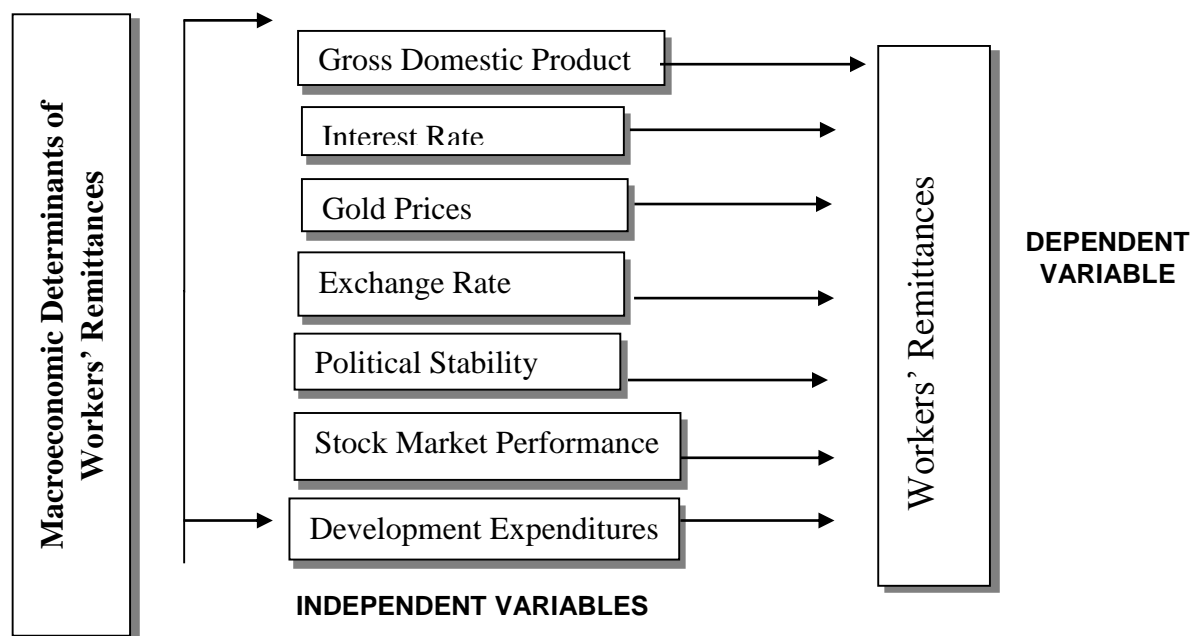 Macroeconomic Determinants of
Workers’ Remittances
Gross Domestic Product
Interest Rate
Gold Prices
Exchange Rate
Political Stability
Stock Market Performance
Development Expenditures
INDEPENDENT VARIABLES
Workers’ Remittances
DEPENDENT
VARIABLE